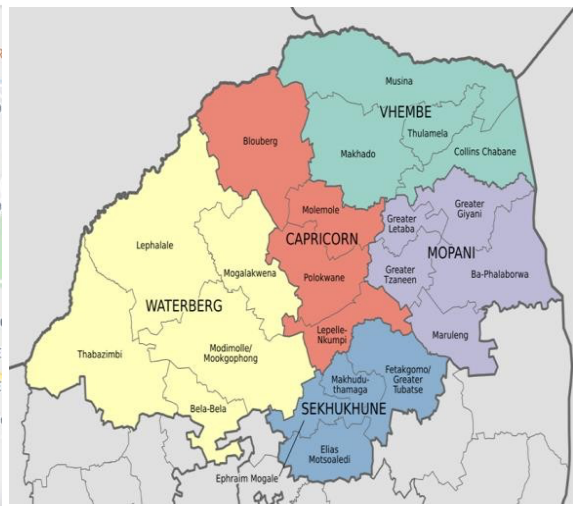 Musina
VHEMBE
Blouberg
Thulamela
Makhado
Collins Chabane
Molemole
Greater
Giyani
Greater
Letaba
CAPRICORN
Lephalale
MOPANI
Mogalakwena
Polokwane
Greater
Tzaneen
Ba-Phalaborwa
WATERBERG
Lepelle-
Nkumpi
Maruleng
Thabazimbi
Modimolle/
Mookgophong
Makhudu-
thamaga
Fetakgomo/
Greater
Tubatse
Bela-Bela
SEKHUKHUNE
Elias
Motsoaledi
Ephraim Mogale